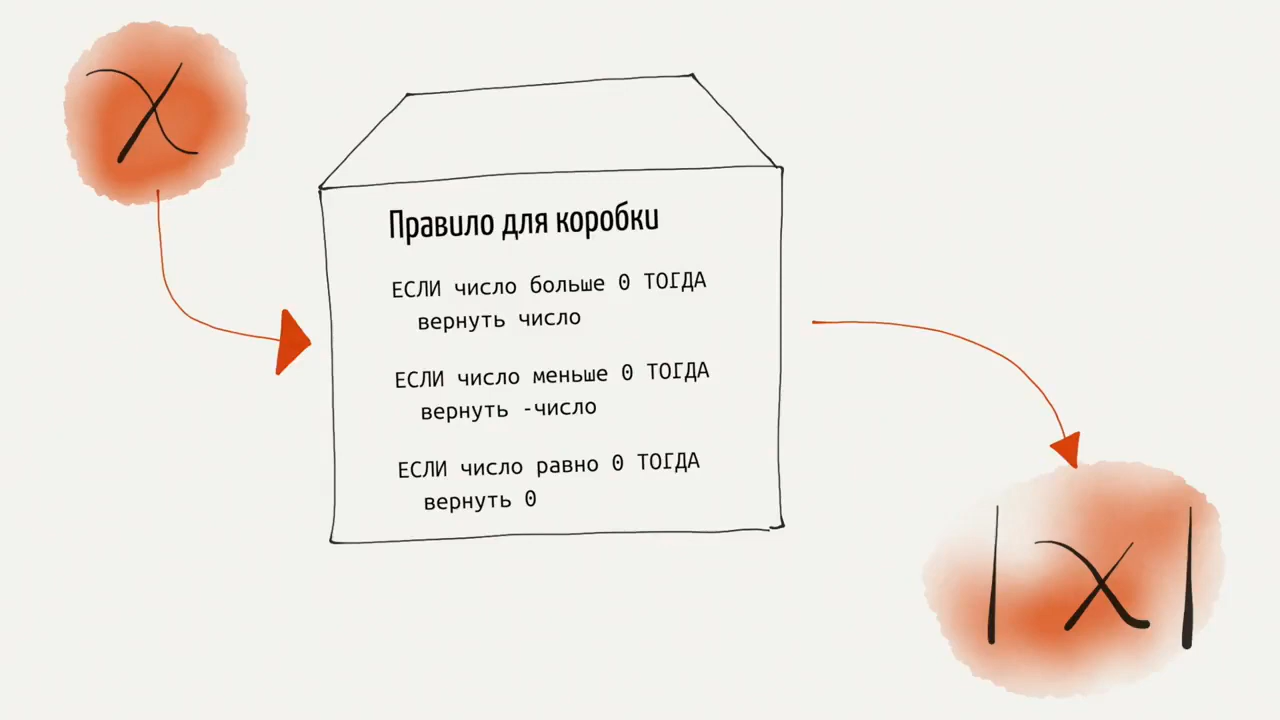 x
Правило для коробки
ЕСЛИ число больше 0 ТОГДА
вернуть число
ЕСЛИ число меньше 0 ТОГДА
вернуть -число
ЕСЛИ число равно 0 ТОГДА
вернуть 0
|x|